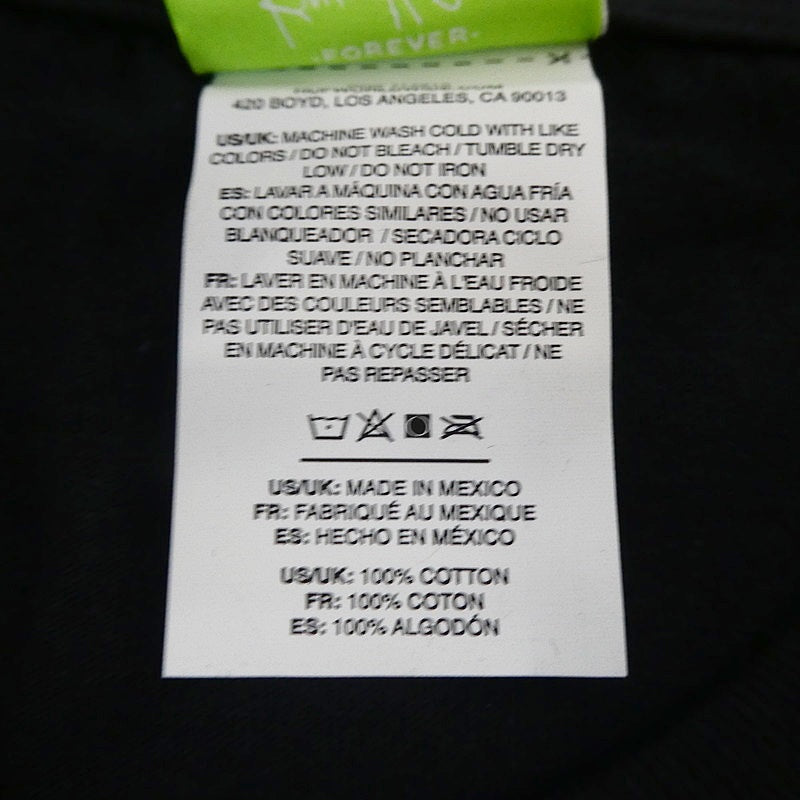 ·FOREVER·
420 BOYD, LOS ANGELES, CA 90013
US/UK: MACHINE WASH COLD WITH LIKE
COLORS / DO NOT BLEACH / TUMBLE DRY
LOW / DO NOT IRON
ES: LAVAR A MÁQUINA CON AGUA FRÍA
CON COLORES SIMILARES / NO USAR
BLANQUEADOR / SECADORA CICLO
SUAVE / NO PLANCHAR
FR: LAVER EN MACHINE À L'EAU FROIDE
AVEC DES COULEURS SEMBLABLES / NE
PAS UTILISER D'EAU DE JAVEL / SÉCHER
EN MACHINE À CYCLE DÉLICAT / NE
PAS REPASSER
US/UK: MADE IN MEXICO
FR: FABRIQUÉ AU MEXIQUE
ES: HECHO EN MÉXICO
US/UK: 100% COTTON
FR: 100% COTON
ES: 100% ALGODÓN